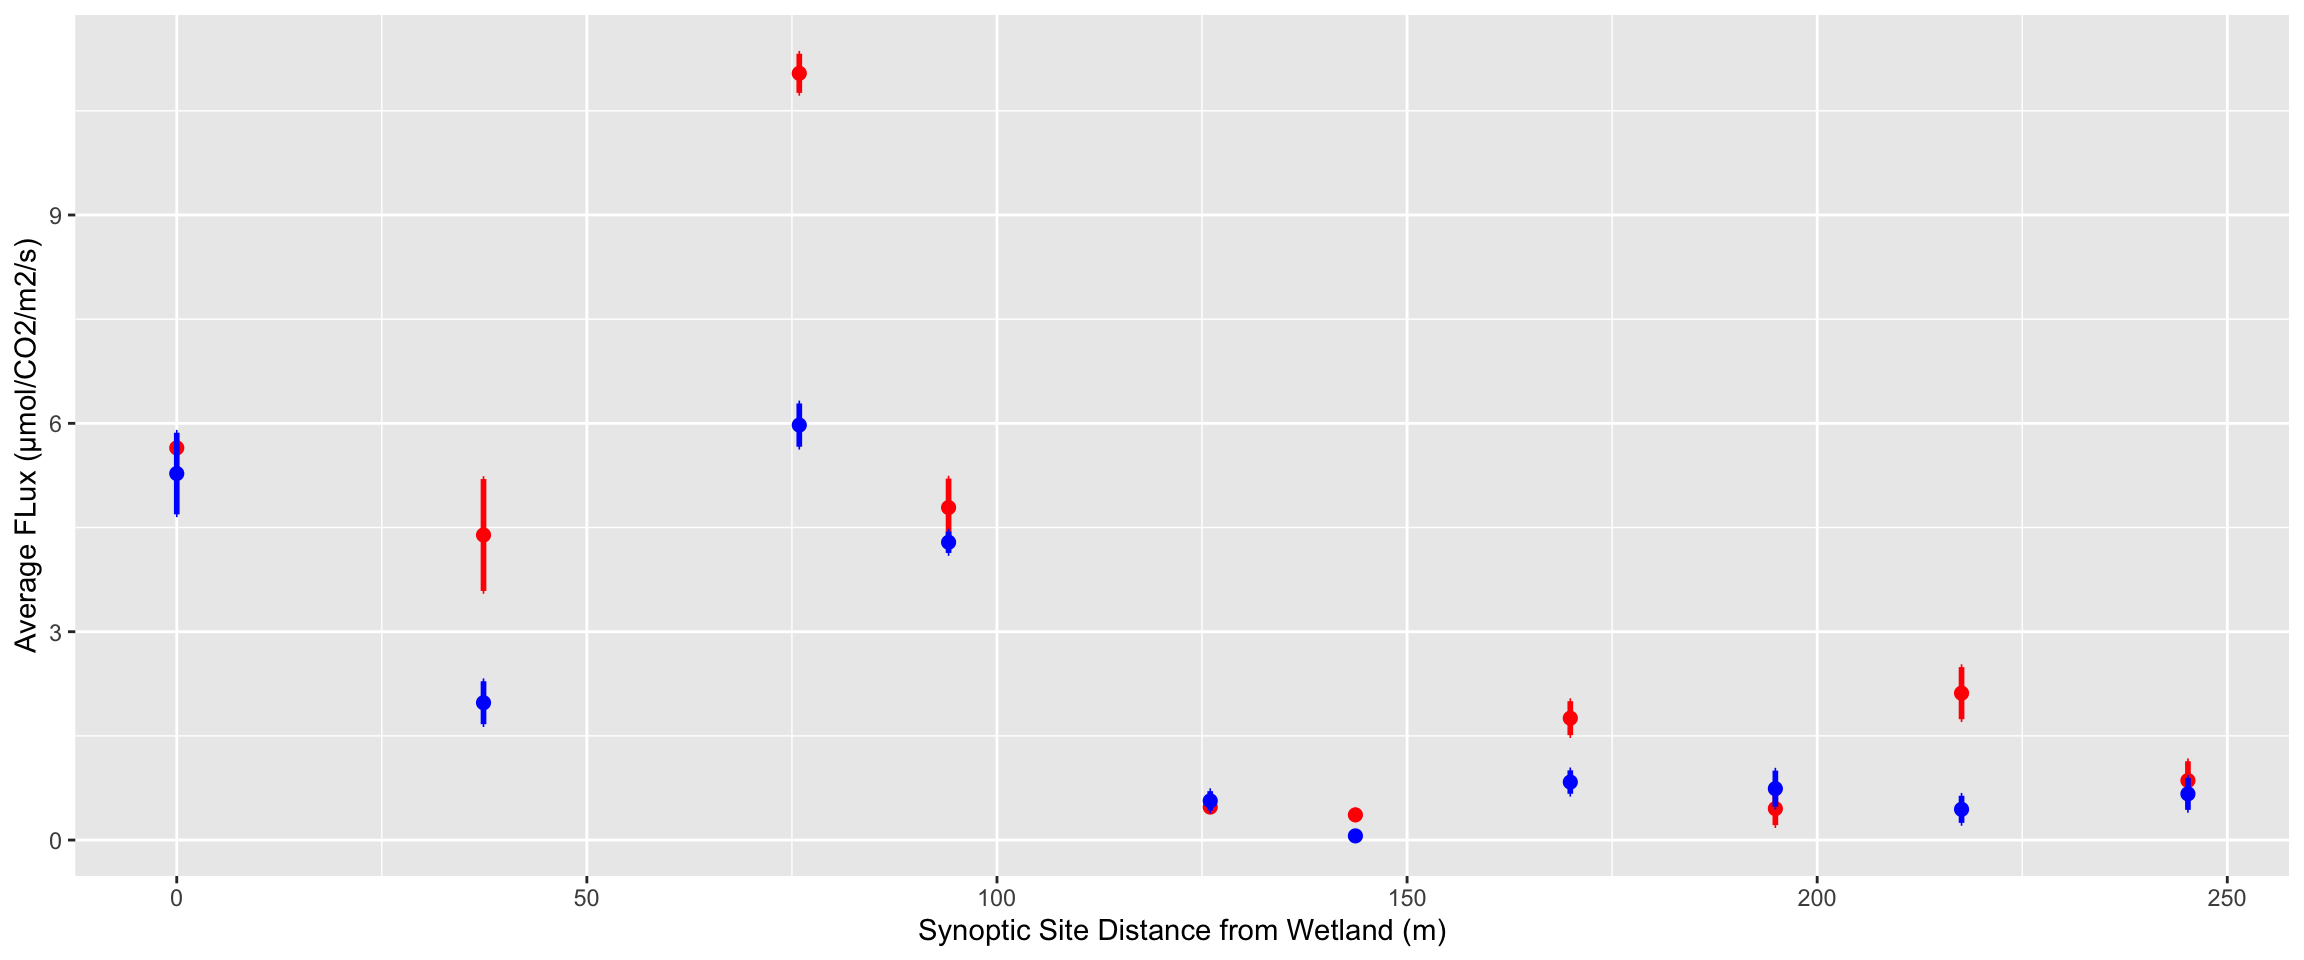 Average FLux (μmol/CO2/m2/s)
9
6
3
0
0 50 100 150 200 250
Synoptic Site Distance from Wetland (m)